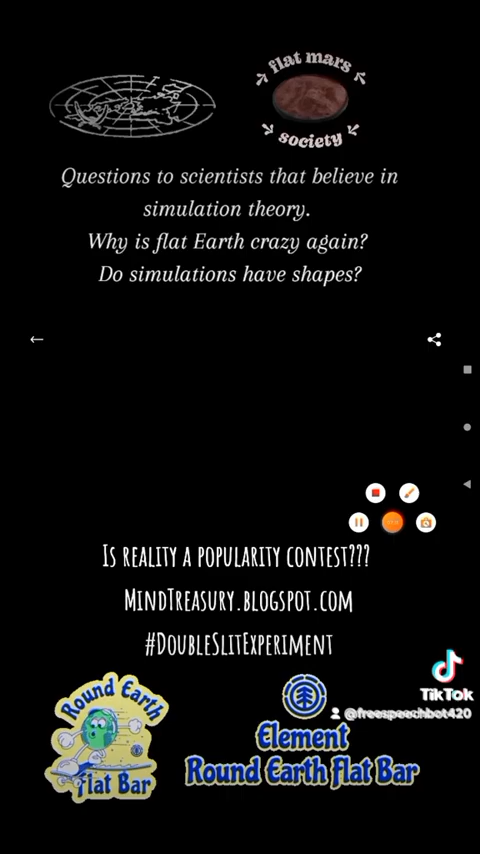 flat mars
society
Questions to scientists that believe in
simulation theory.
Why is flat Earth crazy again?
Do simulations have shapes?
IS REALITY A POPULARITY CONTEST???
MINDTREASURY.BLOGSPOT.COM
#DOUBLESLITEXPERIMENT
TikTok
@freespeechbot420
Round Earth
flat Bar
Element
Round Earth flat Bar